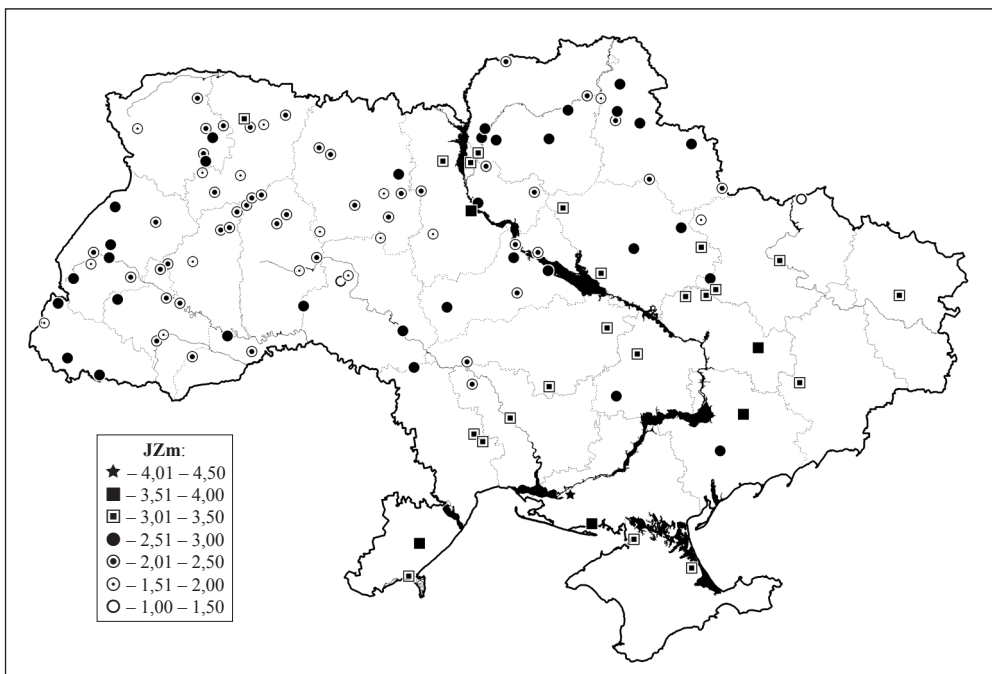 JZm:
– 4,01 – 4,50
– 3,51 – 4,00
– 3,01 – 3,50
– 2,51 – 3,00
– 2,01 – 2,50
– 1,51 – 2,00
– 1,00 – 1,50